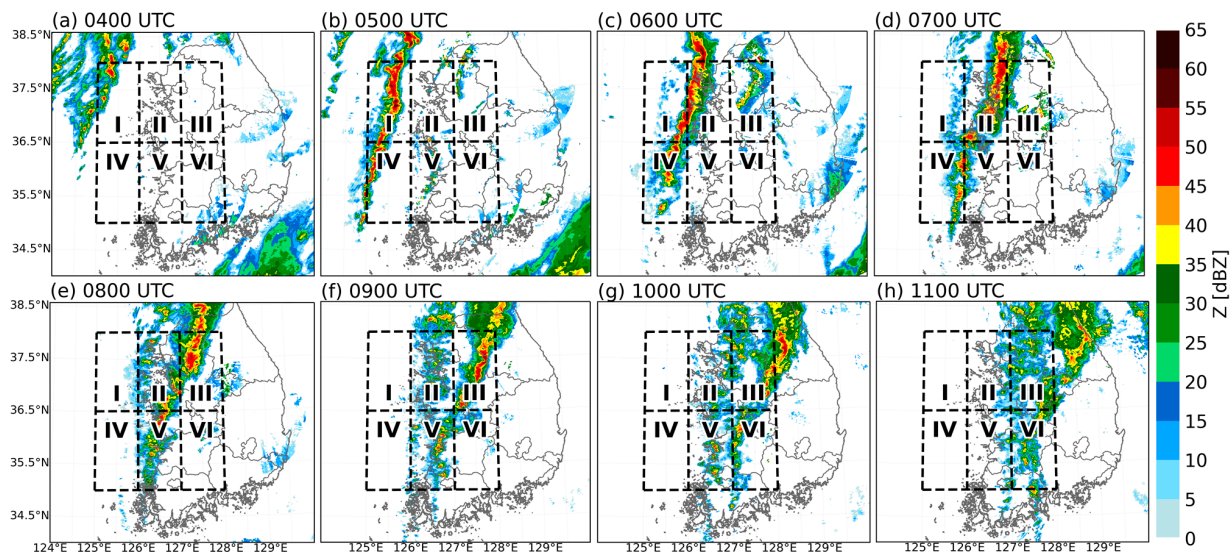 (a) 0400 UTC
(b) 0500 UTC
(c) 0600 UTC
(d) 0700 UTC
38.5°N
37.5°N
36.5°N
35.5°N
34.5°N
I II III
IV V VI
I II III
IV V VI
I II III
IV V VI
I II III
IV V VI
(e) 0800 UTC
(f) 0900 UTC
(g) 1000 UTC
(h) 1100 UTC
38.5°N
37.5°N
36.5°N
35.5°N
34.5°N
I II III
IV V VI
I II III
IV V VI
I II III
IV V VI
I II III
IV V VI
124°E 125°E 126°E 127°E 128°E 129°E
125°E 126°E 127°E 128°E 129°E
125°E 126°E 127°E 128°E 129°E
125°E 126°E 127°E 128°E 129°E
65
60
55
50
45
40
35
30
25
20
15
10
5
0
Z [dBZ]